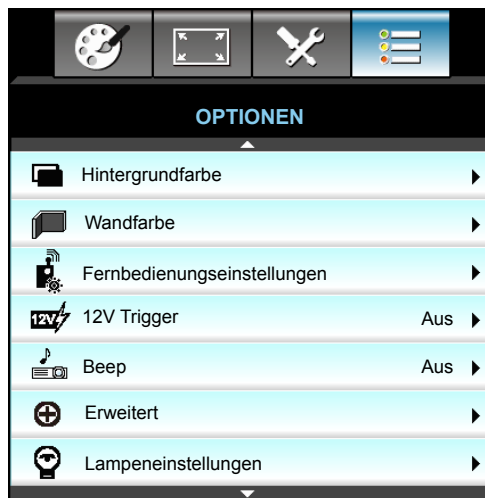 OPTIONEN
Hintergrundfarbe
Wandfarbe
Fernbedienungseinstellungen
12V 12V Trigger Aus
Beep Aus
Erweitert
Lampeneinstellungen